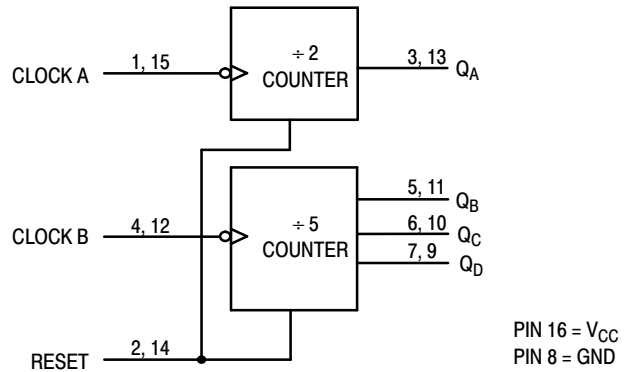 ÷ 2
COUNTER
CLOCK A
1, 15
3, 13
QA
÷ 5
COUNTER
CLOCK B
4, 12
5, 11
QB
6, 10
QC
7, 9
QD
RESET
2, 14
PIN 16 = VCC
PIN 8 = GND